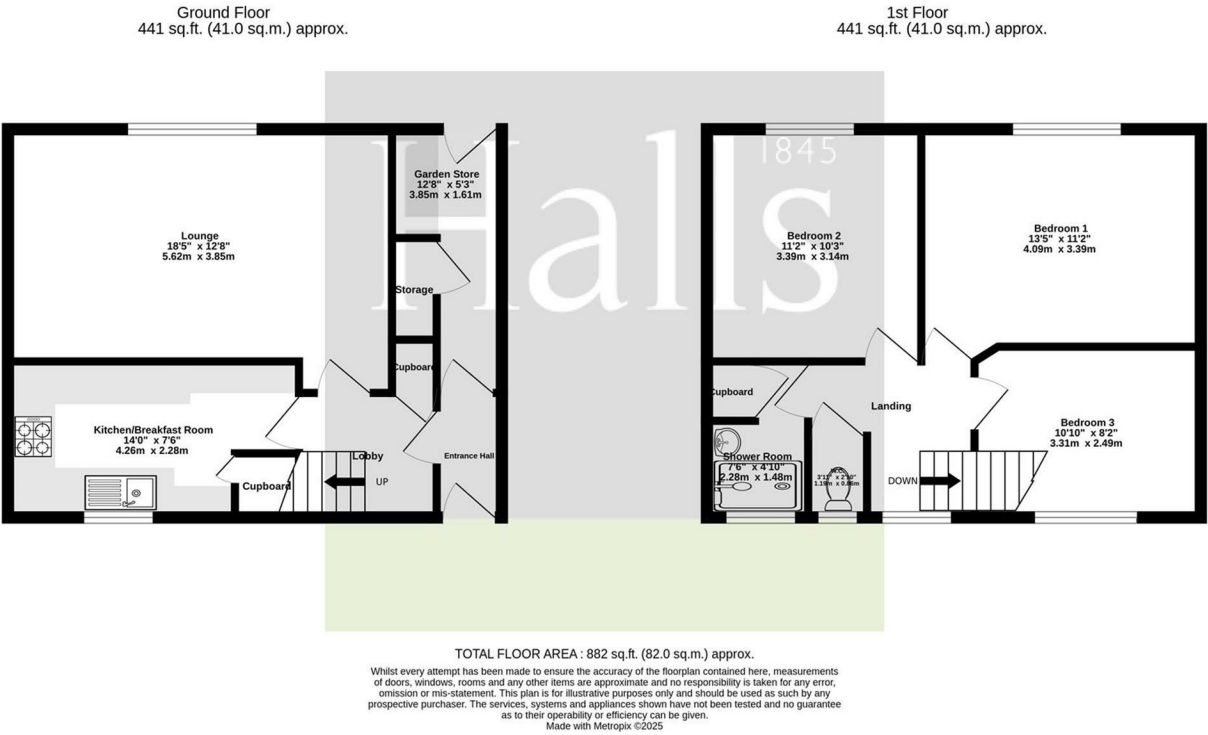 Ground Floor
441 sq.ft. (41.0 sq.m.) approx.
1st Floor
441 sq.ft. (41.0 sq.m.) approx.
1845
Halls
Garden Store
12'8" x 5'3"
3.85m x 1.61m
Lounge
18'5" x 12'8"
5.62m x 3.85m
Storage
Cupboard
Kitchen/Breakfast Room
14'0" x 7'6"
4.26m x 2.28m
Lobby
Entrance Hall
Cupboard
UP
Bedroom 2
11'2" x 10'3"
3.39m x 3.14m
Bedroom 1
13'5" x 11'2"
4.09m x 3.39m
Cupboard
Landing
Bedroom 3
10'10" x 8'2"
3.31m x 2.49m
Shower Room
7'6" x 4'10"
2.28m x 1.48m
3'11" x 2'10"
DOWN
TOTAL FLOOR AREA : 882 sq.ft. (82.0 sq.m.) approx.
Whilst every attempt has been made to ensure the accuracy of the floorplan contained here, measurements
of doors, windows, rooms and any other items are approximate and no responsibility is taken for any error,
omission or mis-statement. This plan is for illustrative purposes only and should be used as such by any
prospective purchaser. The services, systems and appliances shown have not been tested and no guarantee
as to their operability or efficiency can be given.
Made with Metropix ©2025